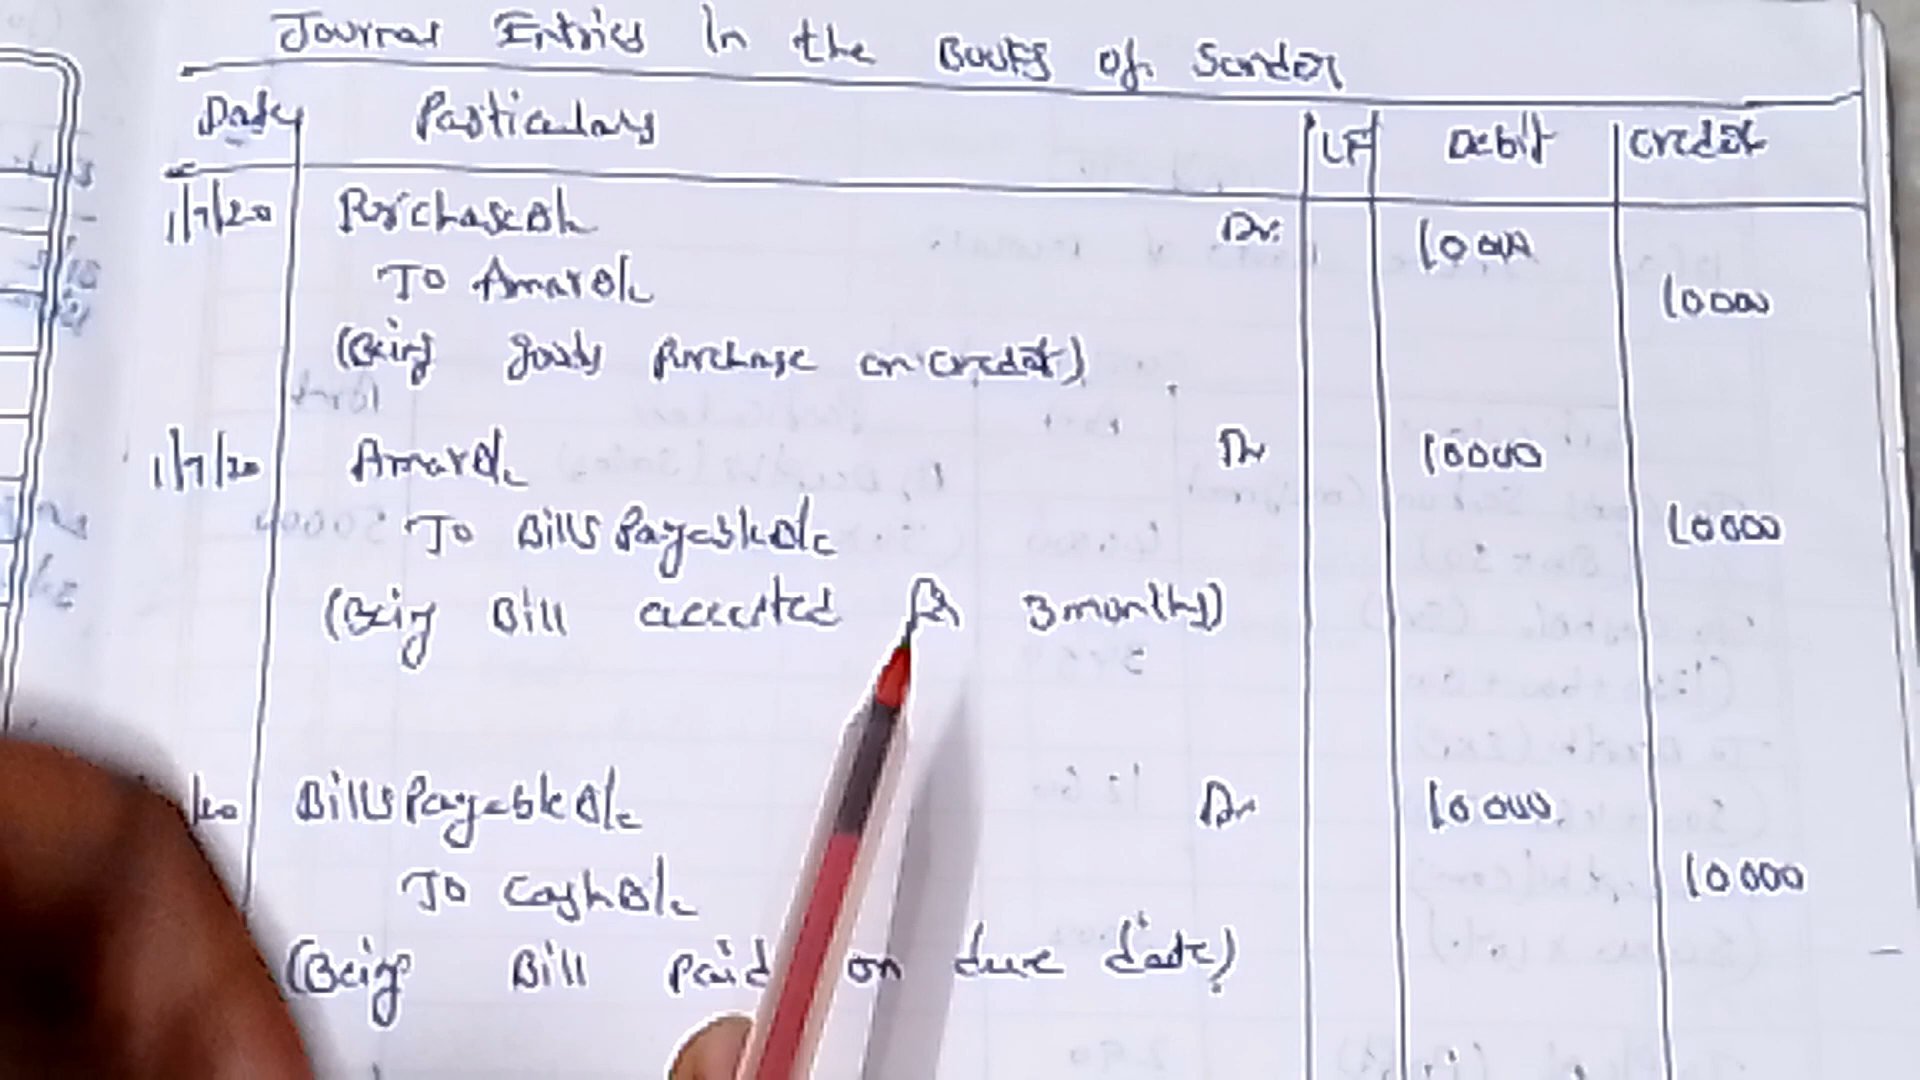 Journal Entries In the Books of Sundar
Date Particulars LF Debit Credit
1/7/20 Purchase A/c Dr. 10000
To Amar A/c 10000
(Being goods purchase on credit)
1/7/20 Amar A/c Dr 10000
To Bills Payable A/c 10000
(Being Bill accepted for 3 months)
/20 Bills Payable A/c Dr 10000
To Cash A/c 10000
(Being Bill paid on due date)